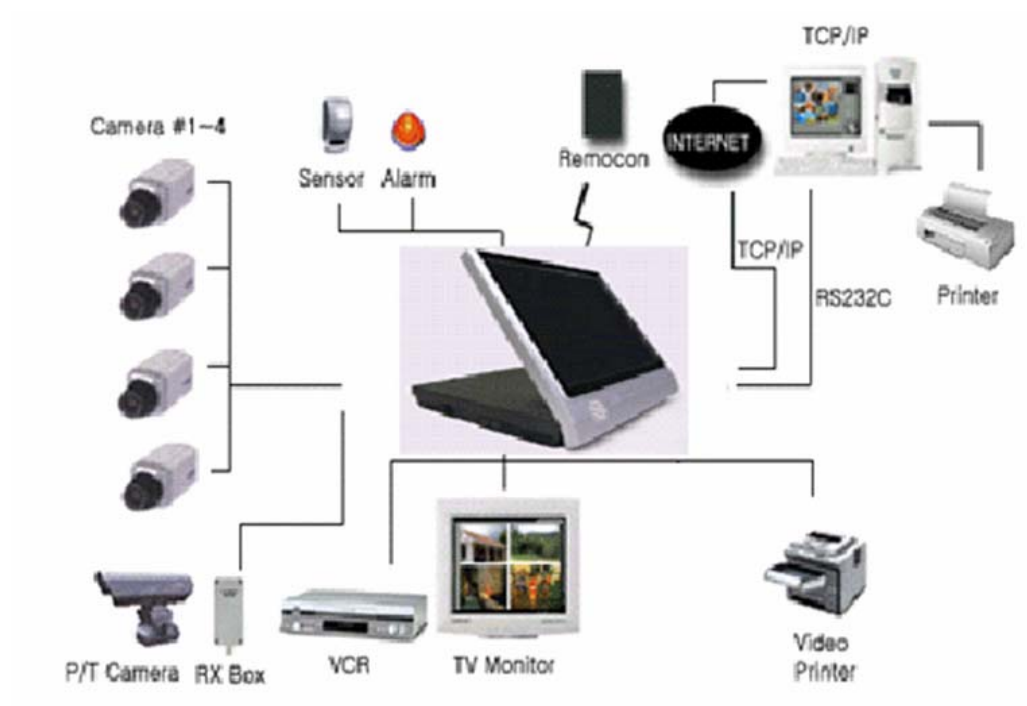 TCP/IP
Camera #1~4
INTERNET
Remocon
Sensor
Alarm
TCP/IP
RS232C
Printer
P/T Camera
RX Box
VCR
TV Monitor
Video
Printer